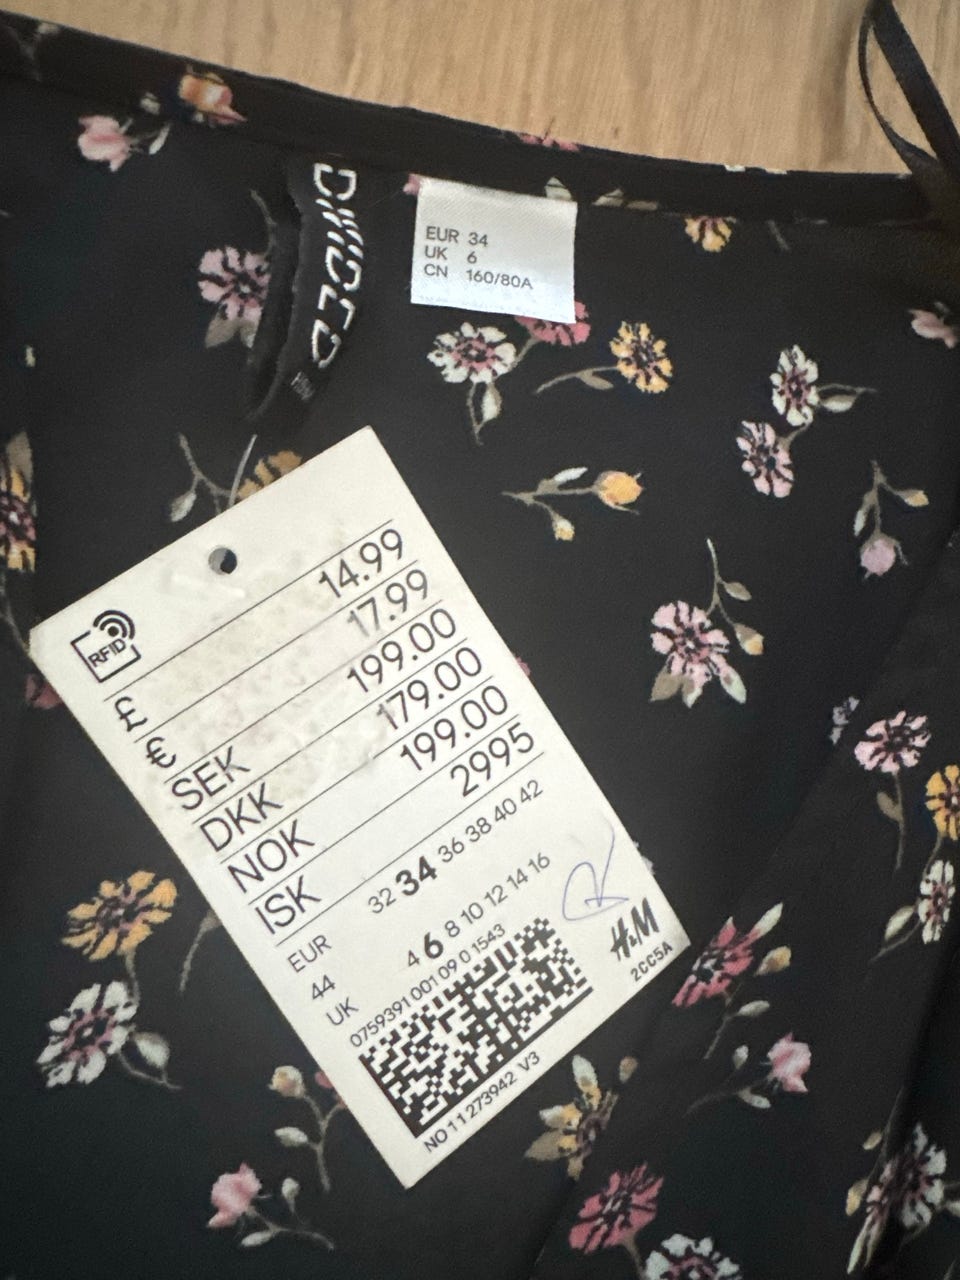 DIVIDED
H&M
EUR 34
UK 6
CN 160/80A
RFID
£ 14.99
€ 17.99
SEK 199.00
DKK 179.00
NOK 199.00
ISK 2995
EUR 32 34 36 38 40 42
44
UK 4 6 8 10 12 14 16
0759391 001 09 0 1543
NO 11 273942 V3
H&M
2CC5A